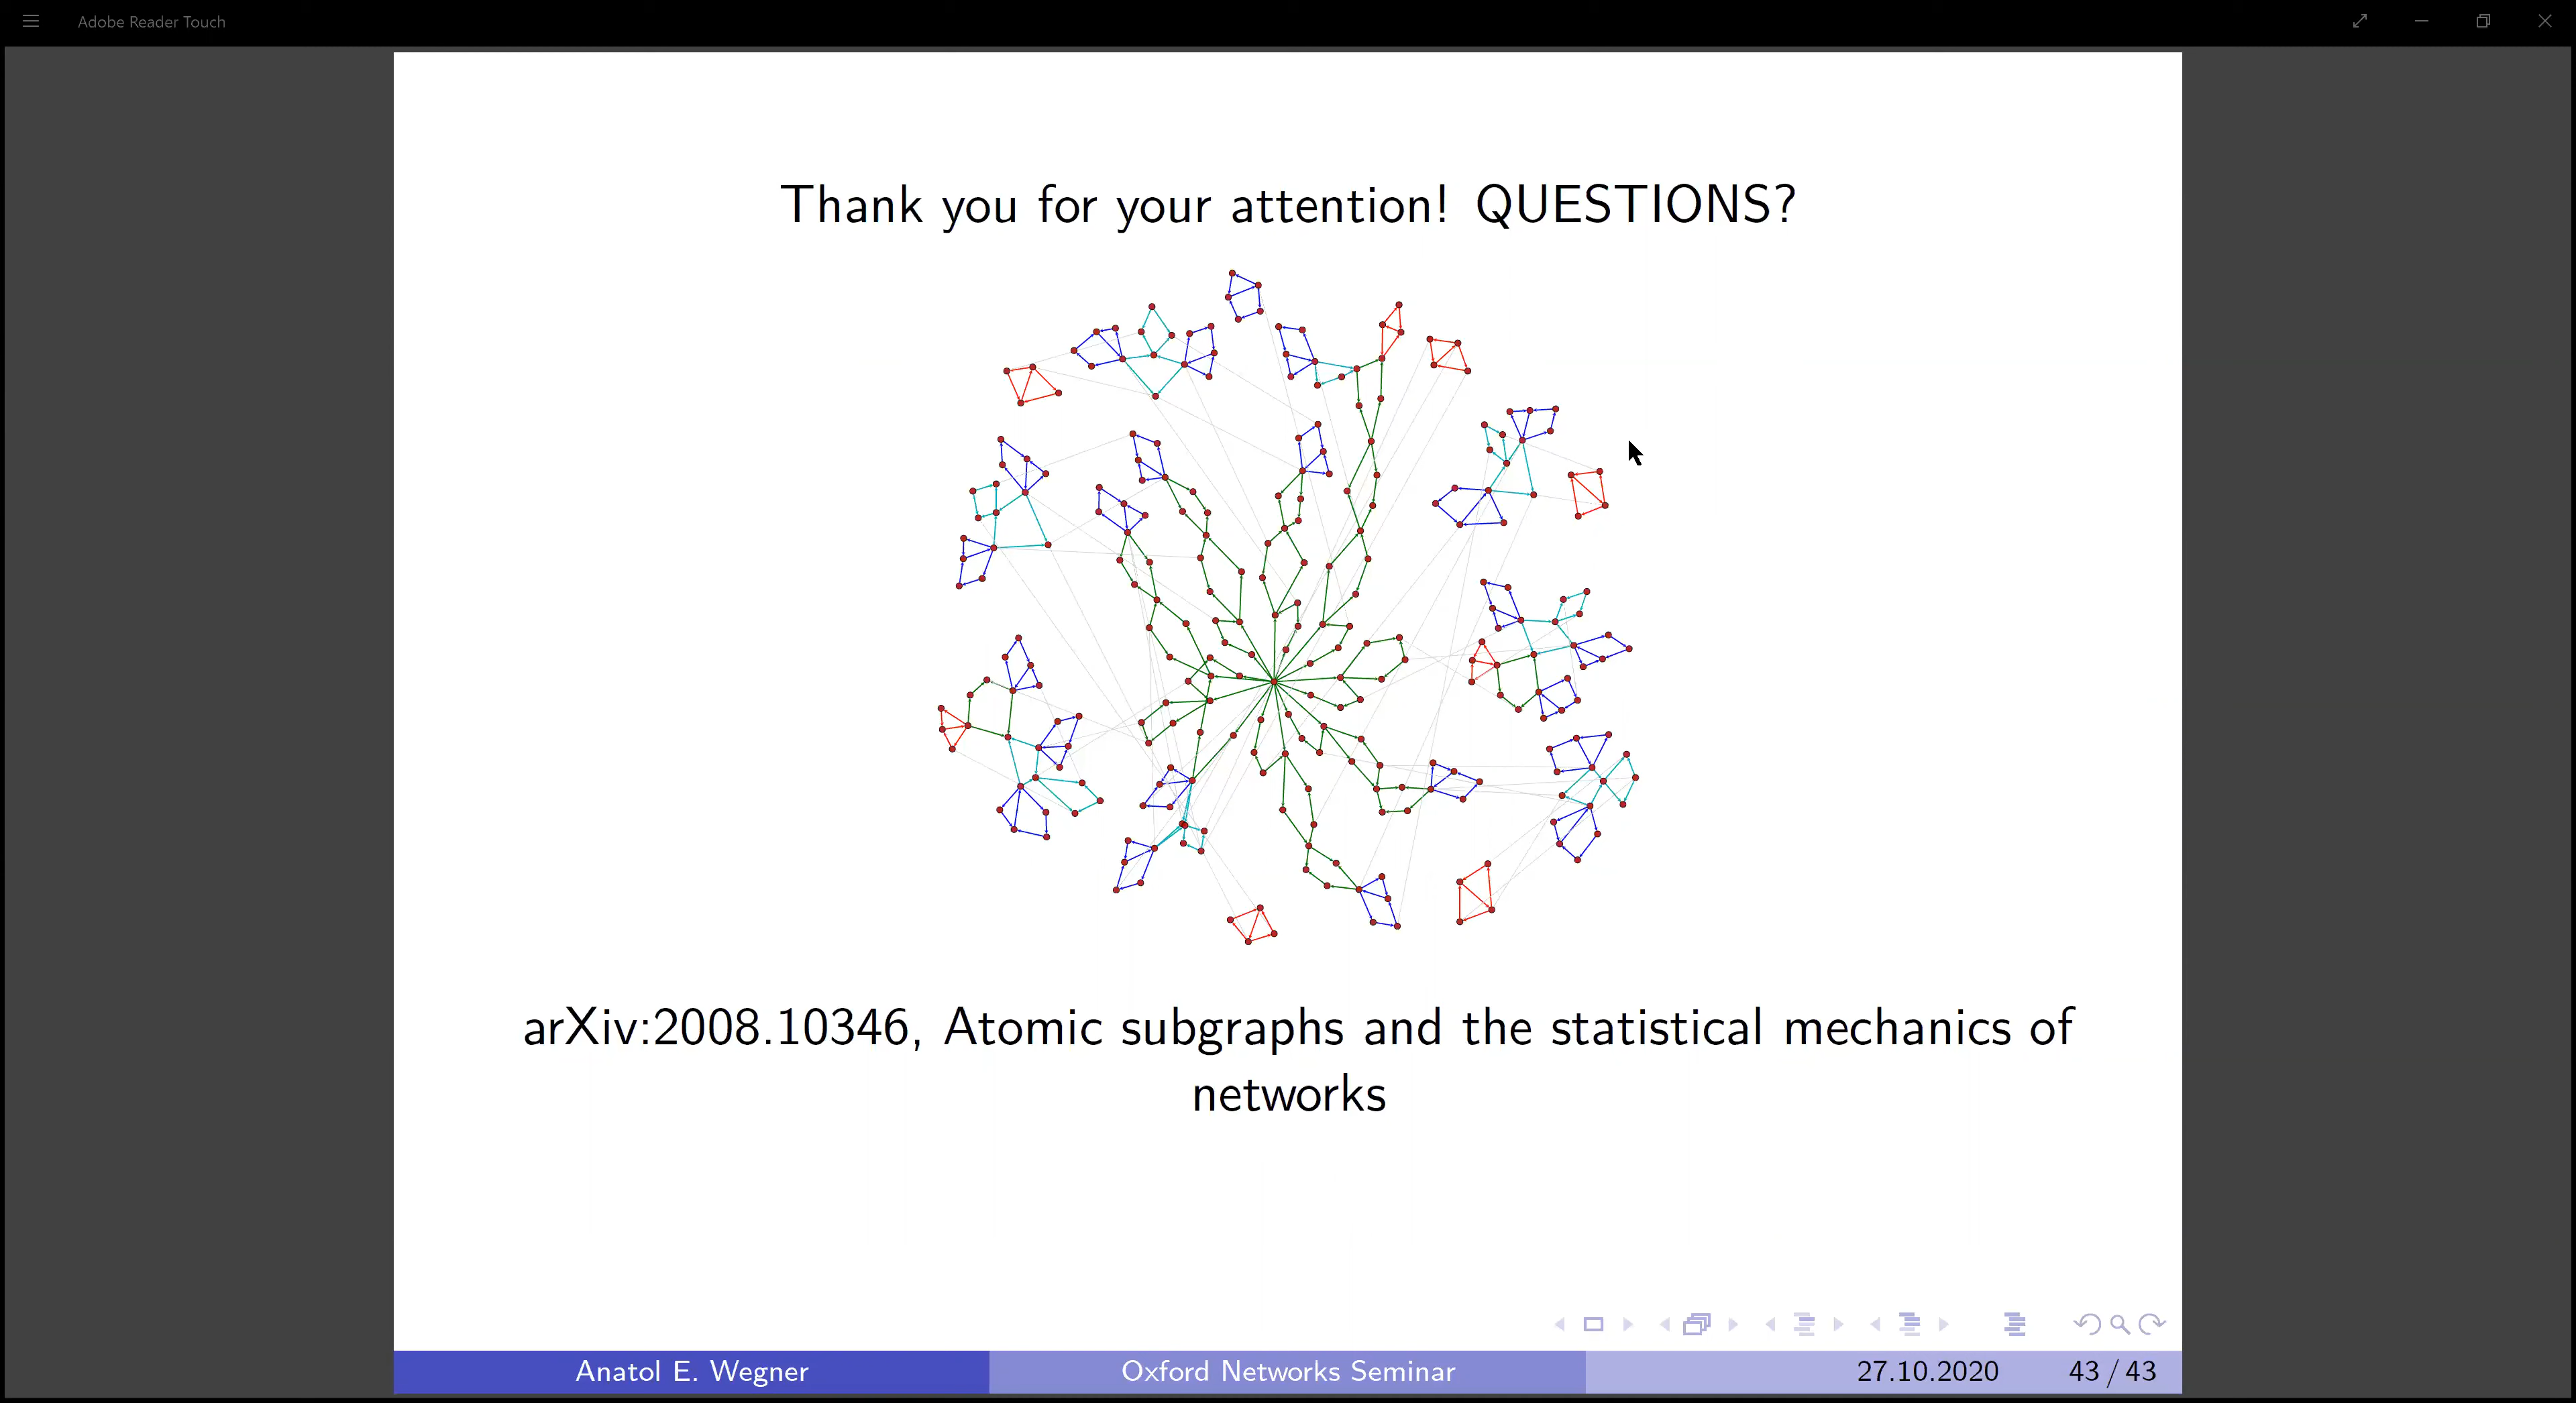 Adobe Reader Touch
Thank you for your attention! QUESTIONS?
arXiv:2008.10346, Atomic subgraphs and the statistical mechanics of
networks
Anatol E. Wegner
Oxford Networks Seminar
27.10.2020
43 / 43